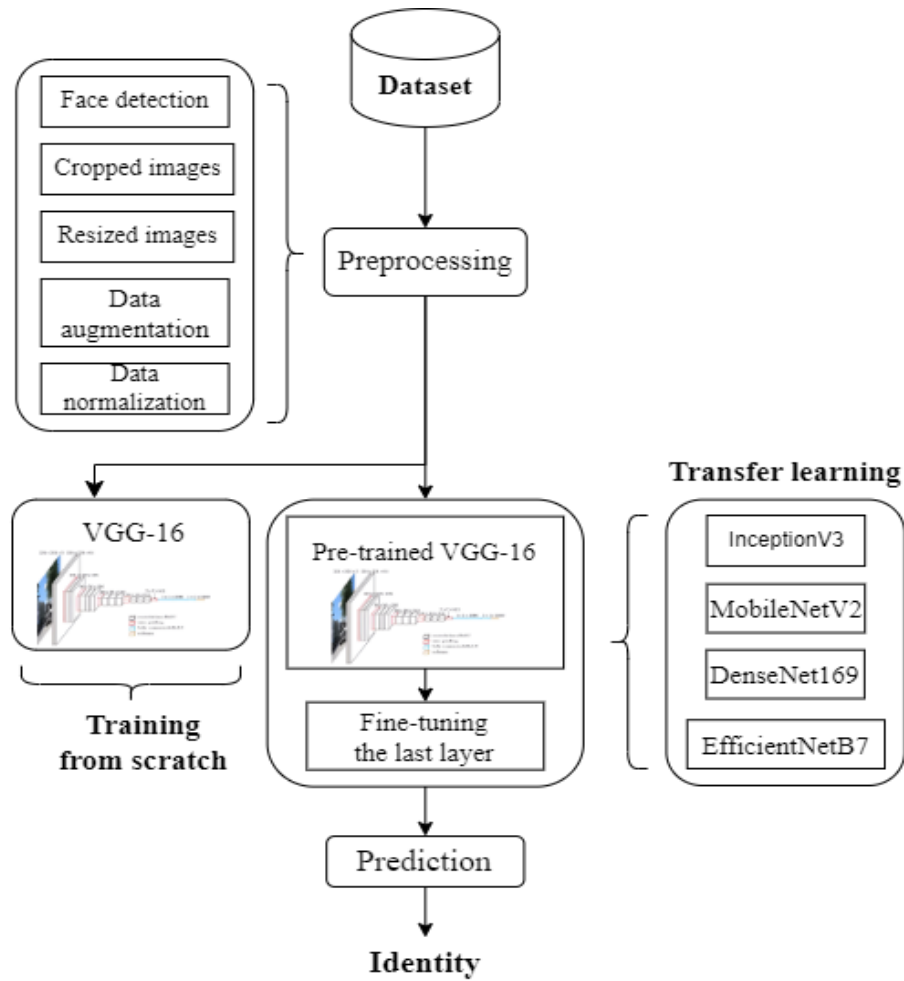 Dataset
Face detection
Cropped images
Resized images
Data
augmentation
Data
normalization
Preprocessing
VGG-16
Training
from scratch
Pre-trained VGG-16
Fine-tuning
the last layer
Transfer learning
InceptionV3
MobileNetV2
DenseNet169
EfficientNetB7
Prediction
Identity